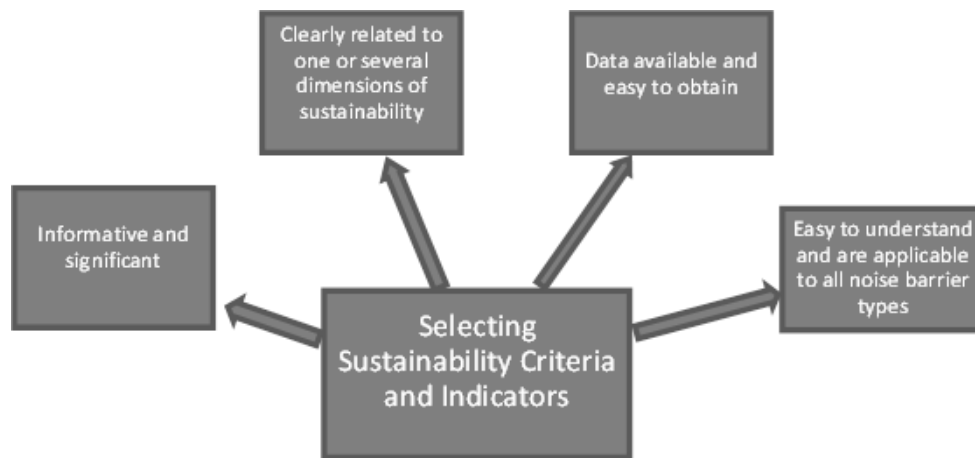 Clearly related to
one or several
dimensions of
sustainability
Data available and
easy to obtain
Informative and
significant
Easy to understand
and are applicable
to all noise barrier
types
Selecting
Sustainability Criteria
and Indicators